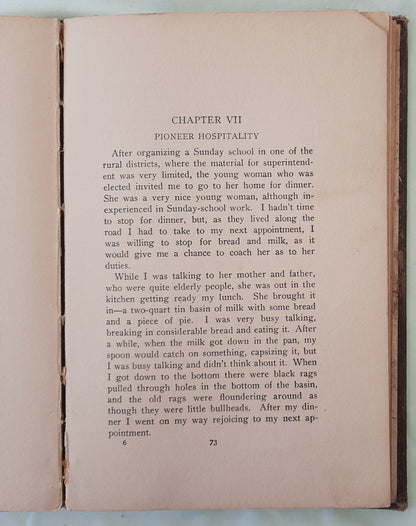 CHAPTER VII
PIONEER HOSPITALITY
After organizing a Sunday school in one of the
rural districts, where the material for superintend-
ent was very limited, the young woman who was
elected invited me to go to her home for dinner.
She was a very nice young woman, although in-
experienced in Sunday-school work. I hadn't time
to stop for dinner, but, as they lived along the
road I had to take to my next appointment, I
was willing to stop for bread and milk, as it
would give me a chance to coach her as to her
duties.
While I was talking to her mother and father,
who were quite elderly people, she was out in the
kitchen getting ready my lunch. She brought it
in—a two-quart tin basin of milk with some bread
and a piece of pie. I was very busy talking,
breaking in considerable bread and eating it. After
a while, when the milk got down in the pan, my
spoon would catch on something, capsizing it, but
I was busy talking and didn't think about it. When
I got down to the bottom there were black rags
pulled through holes in the bottom of the basin,
and the old rags were floundering around as
though they were little bullheads. After my din-
ner I went on my way rejoicing to my next ap-
pointment.
6 73